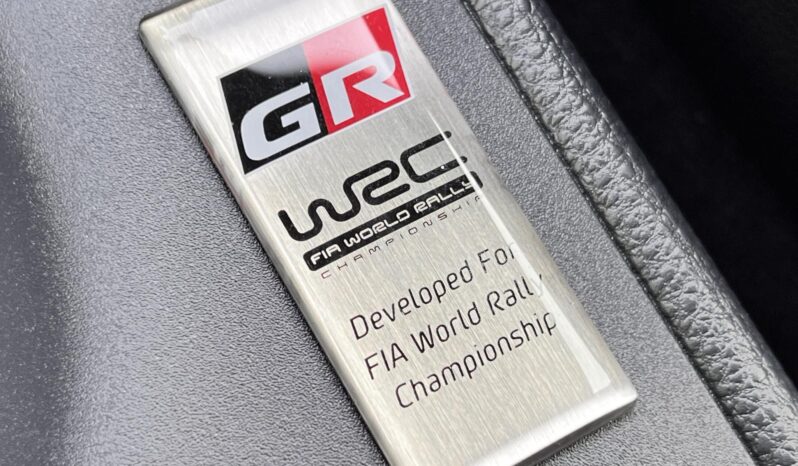 GR
WRC
FIA WORLD RALLY
CHAMPIONSHIP
Developed For
FIA World Rally
Championship